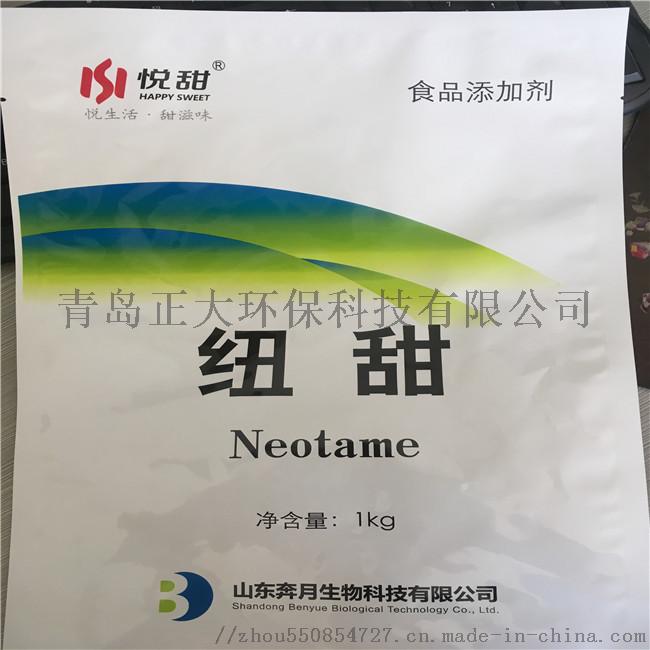 ISI 悦甜®
HAPPY SWEET
悦生活·甜滋味
食品添加剂
青岛正大环保科技有限公司
纽甜
Neotame
净含量：1kg
山东奔月生物科技有限公司
Shandong Benyue Biological Technology Co., Ltd.
//zhou550854727.cn.made-in-china.com